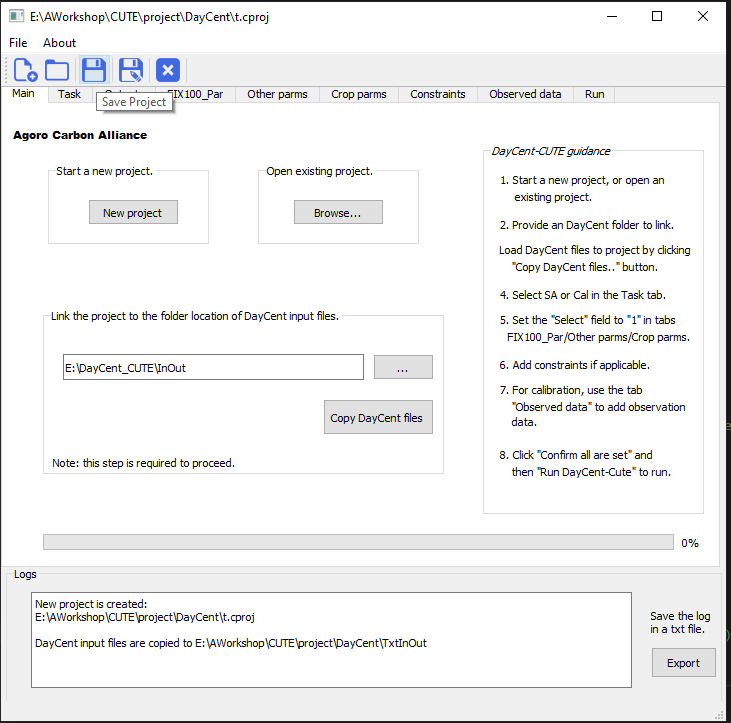 E:\AWorkshop\CUTE\project\DayCent\t.cproj
File About
Main Task FIX100_Par Other parms Crop parms Constraints Observed data Run
Save Project
Agoro Carbon Alliance
Start a new project.
New project
Open existing project.
Browse...
Link the project to the folder location of DayCent input files.
E:\DayCent_CUTE\InOut
...
Copy DayCent files
Note: this step is required to proceed.
DayCent-CUTE guidance
1. Start a new project, or open an
existing project.
2. Provide an DayCent folder to link.
Load DayCent files to project by clicking
"Copy DayCent files.." button.
4. Select SA or Cal in the Task tab.
5. Set the "Select" field to "1" in tabs
FIX100_Par/Other parms/Crop parms.
6. Add constraints if applicable.
7. For calibration, use the tab
"Observed data" to add observation
data.
8. Click "Confirm all are set" and
then "Run DayCent-Cute" to run.
0%
Logs
New project is created:
E:\AWorkshop\CUTE\project\DayCent\t.cproj
DayCent input files are copied to E:\AWorkshop\CUTE\project\DayCent\TxtInOut
Save the log
in a txt file.
Export